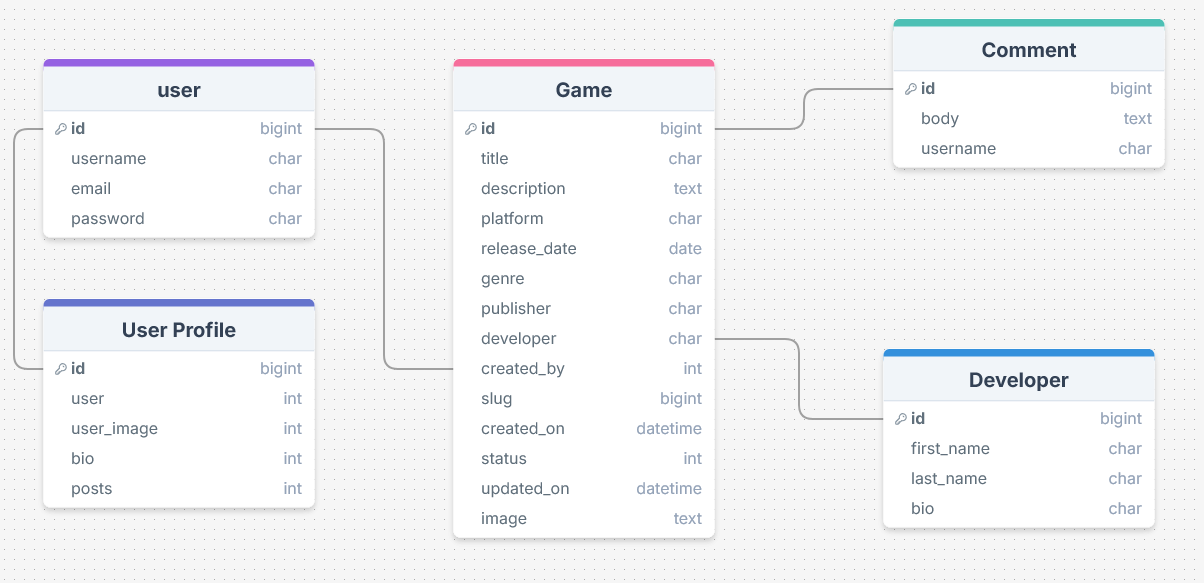 user
id bigint
username char
email char
password char
User Profile
id bigint
user int
user_image int
bio int
posts int
Game
id bigint
title char
description text
platform char
release_date date
genre char
publisher char
developer char
created_by int
slug bigint
created_on datetime
status int
updated_on datetime
image text
Comment
id bigint
body text
username char
Developer
id bigint
first_name char
last_name char
bio char